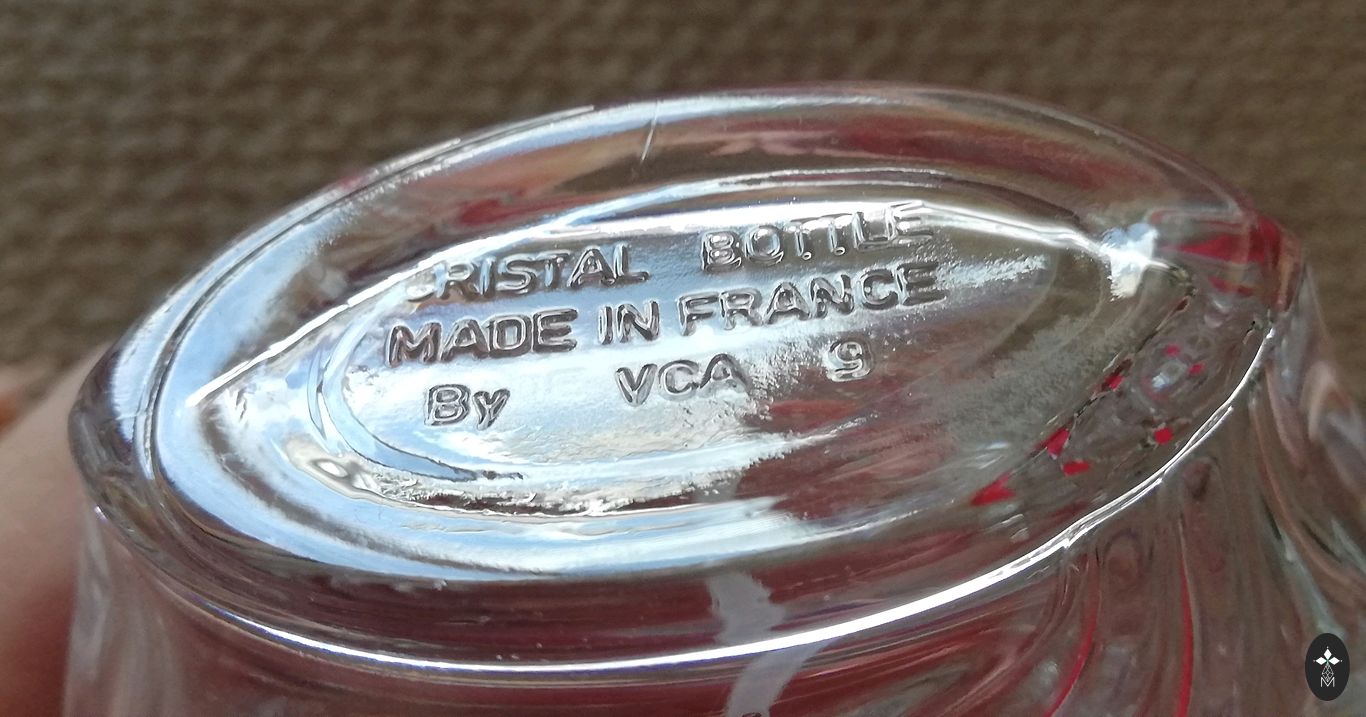 CRISTAL BOTTLE
MADE IN FRANCE
By VCA 9
M